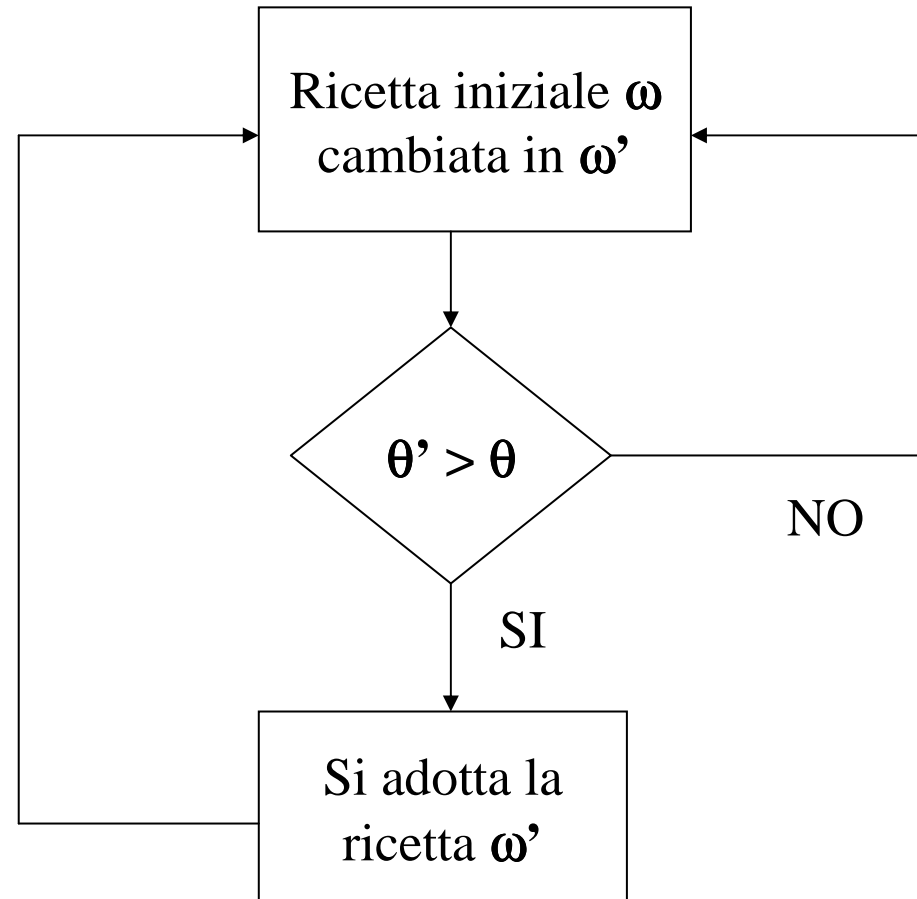 Ricetta iniziale ω
cambiata in ω’
θ’ > θ
NO
SI
Si adotta la
ricetta ω’